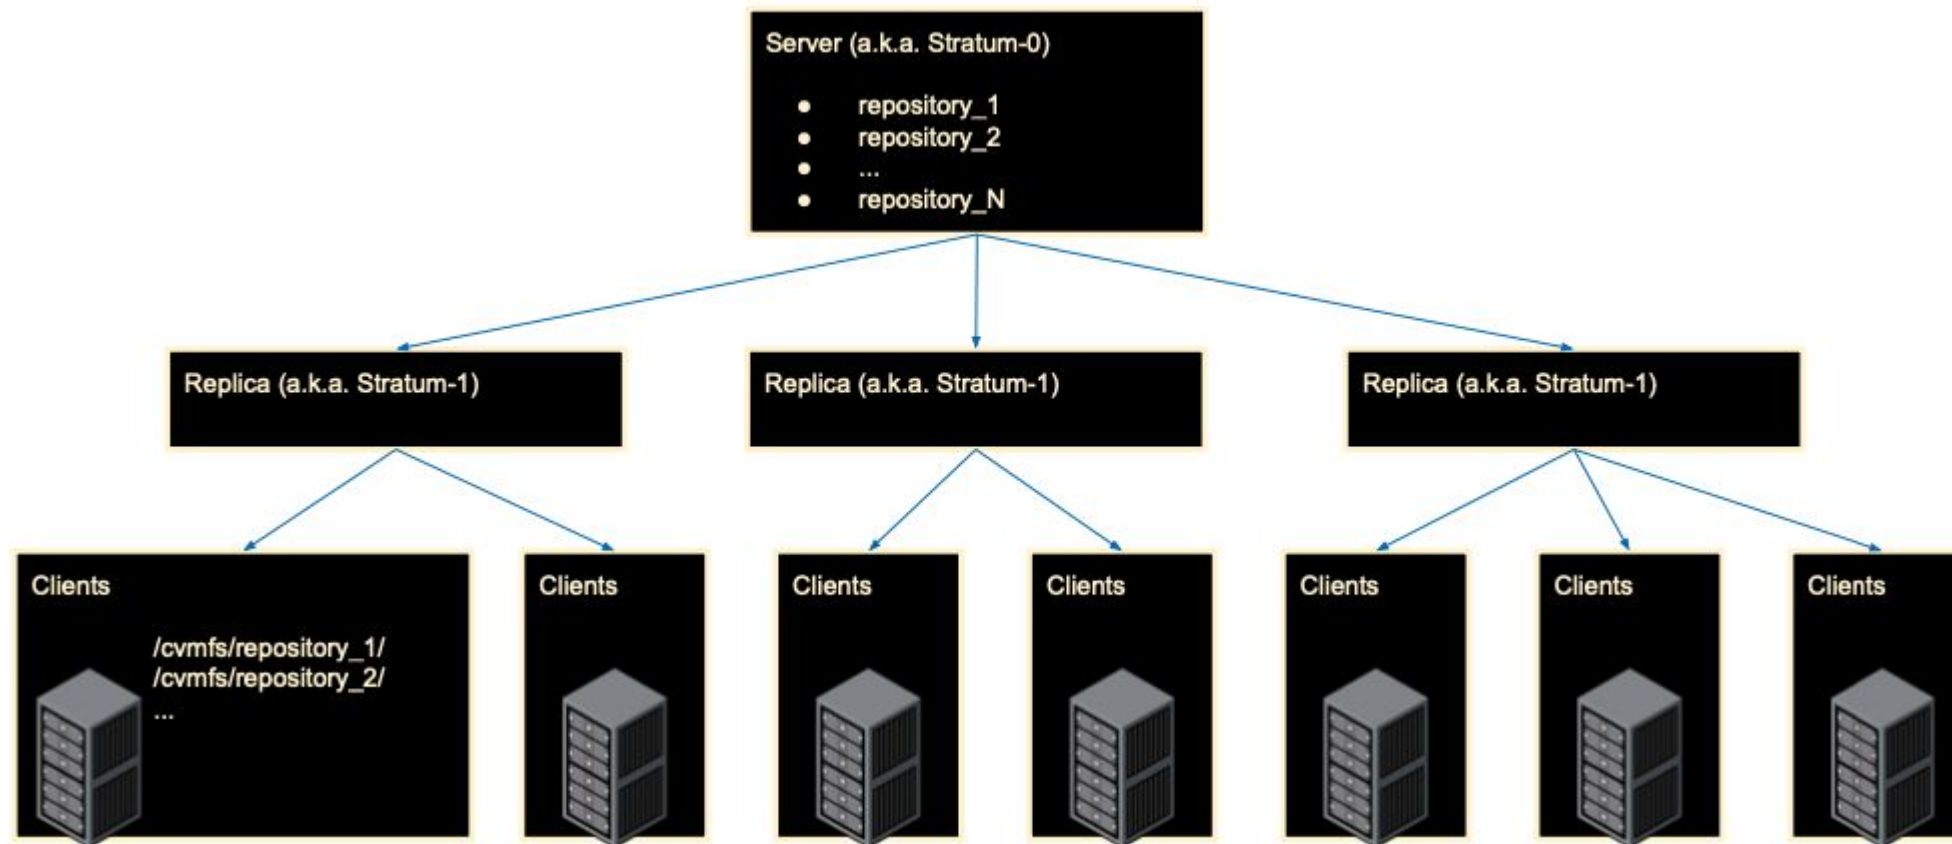 Server (a.k.a. Stratum-0)
● repository_1
● repository_2
● ...
● repository_N
Replica (a.k.a. Stratum-1)
Replica (a.k.a. Stratum-1)
Replica (a.k.a. Stratum-1)
Clients
/cvmfs/repository_1/
/cvmfs/repository_2/
...
Clients
Clients
Clients
Clients
Clients
Clients